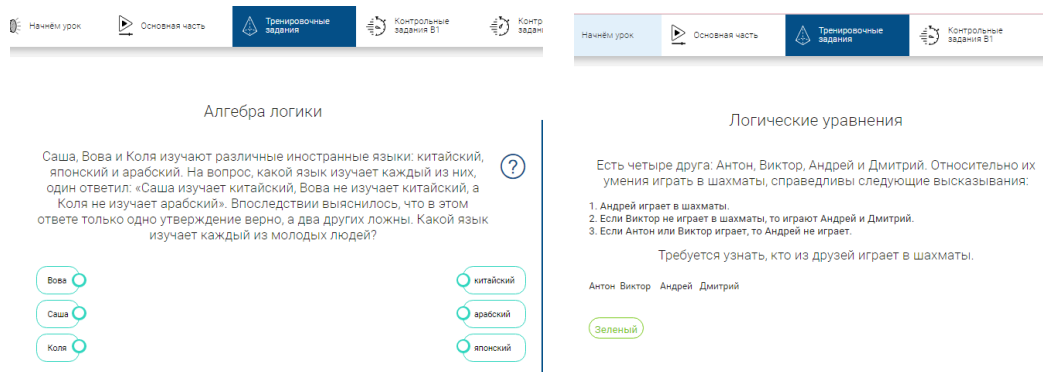 Начнём урок
Основная часть
Тренировочные
задания
Контрольные
задания В1
Контр
задан
Алгебра логики
Саша, Вова и Коля изучают различные иностранные языки: китайский,
японский и арабский. На вопрос, какой язык изучает каждый из них,
один ответил: «Саша изучает китайский, Вова не изучает китайский, а
Коля не изучает арабский». Впоследствии выяснилось, что в этом
ответе только одно утверждение верно, а два других ложны. Какой язык
изучает каждый из молодых людей?
?
Вова
китайский
Саша
арабский
Коля
японский
Начнём урок
Основная часть
Тренировочные
задания
Контрольные
задания В1
Логические уравнения
Есть четыре друга: Антон, Виктор, Андрей и Дмитрий. Относительно их
умения играть в шахматы, справедливы следующие высказывания:
1. Андрей играет в шахматы.
2. Если Виктор не играет в шахматы, то играют Андрей и Дмитрий.
3. Если Антон или Виктор играет, то Андрей не играет.
Требуется узнать, кто из друзей играет в шахматы.
Антон Виктор Андрей Дмитрий
Зеленый